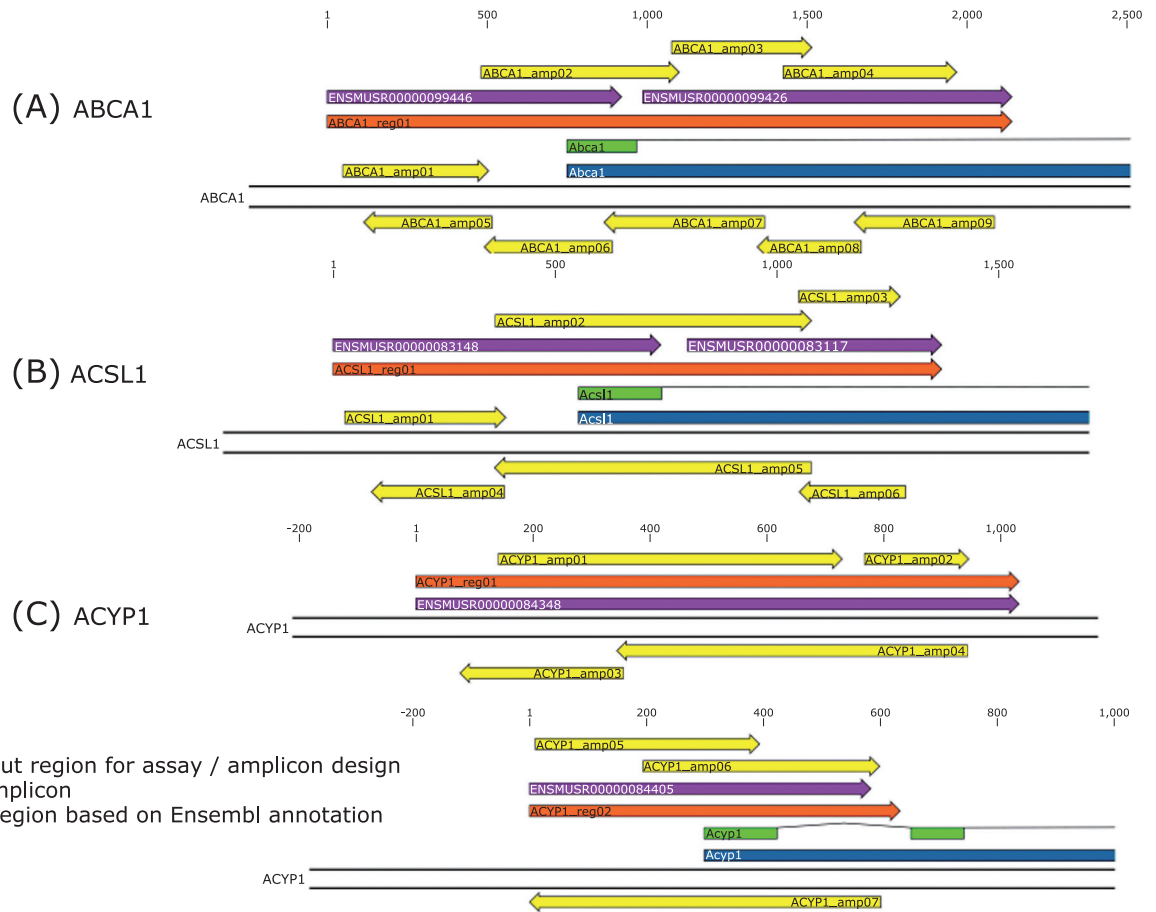 1 500 1,000 1,500 2,000 2,500
ABCA1_amp03
ABCA1_amp02 ABCA1_amp04
(A) ABCA1
ENSMUSR00000099446 ENSMUSR00000099426
ABCA1_reg01
Abca1
ABCA1_amp01 Abca1
ABCA1
ABCA1_amp05 ABCA1_amp07 ABCA1_amp09
ABCA1_amp06 ABCA1_amp08
1 500 1,000 1,500
ACSL1_amp03
ACSL1_amp02
ENSMUSR00000083148 ENSMUSR00000083117
(B) ACSL1
ACSL1_reg01
Acsl1
ACSL1_amp01 Acsl1
ACSL1
ACSL1_amp05
ACSL1_amp04 ACSL1_amp06
-200 1 200 400 600 800 1,000
ACYP1_amp01 ACYP1_amp02
ACYP1_reg01
(C) ACYP1
ENSMUSR00000084348
ACYP1
ACYP1_amp04
ACYP1_amp03
-200 1 200 400 600 800 1,000
ACYP1_amp05
ut region for assay / amplicon design
ACYP1_amp06
mplicon
ENSMUSR00000084405
egion based on Ensembl annotation
ACYP1_reg02
Acyp1
Acyp1
ACYP1
ACYP1_amp07